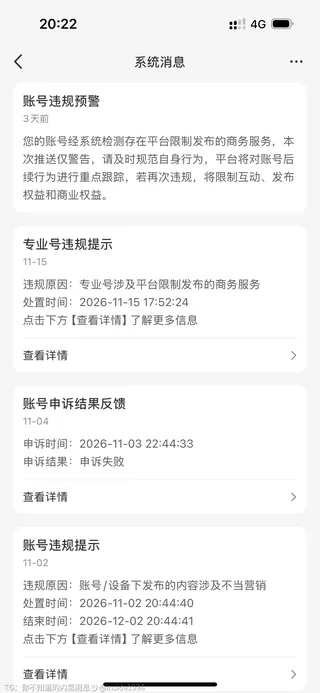 20:22
4G
系统消息
账号违规预警
3天前
您的账号经系统检测存在平台限制发布的商务服务，本
次推送仅警告，请及时规范自身行为，平台将对账号后
续行为进行重点跟踪，若再次违规，将限制互动、发布
权益和商业权益。
专业号违规提示
11-15
违规原因：专业号涉及平台限制发布的商务服务
处置时间：2026-11-15 17:52:24
点击下方【查看详情】了解更多信息
查看详情
账号申诉结果反馈
11-04
申诉时间：2026-11-03 22:44:33
申诉结果：申诉失败
查看详情
账号违规提示
11-02
违规原因：账号/设备下发布的内容涉及不当营销
处置时间：2026-11-02 20:44:40
结束时间：2026-12-02 20:44:41
点击下方【查看详情】了解更多信息
查看详情
TG：你不知道的内幕消息